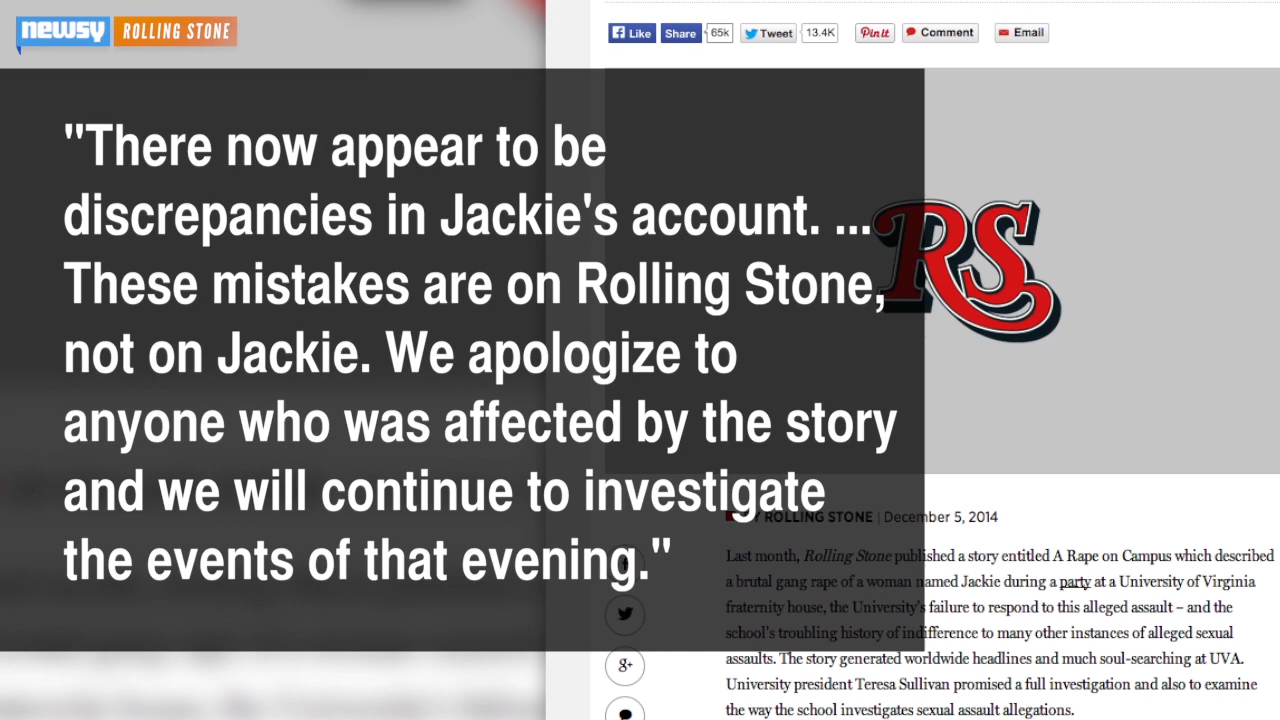 newsy ROLLING STONE
Like Share 65k Tweet 13.4K Pin it Comment Email
"There now appear to be
discrepancies in Jackie's account. ...
These mistakes are on Rolling Stone,
not on Jackie. We apologize to
anyone who was affected by the story
and we will continue to investigate
the events of that evening."
RS
BY ROLLING STONE | December 5, 2014
Last month, Rolling Stone published a story entitled A Rape on Campus which described
a brutal gang rape of a woman named Jackie during a party at a University of Virginia
fraternity house, the University's failure to respond to this alleged assault – and the
school's troubling history of indifference to many other instances of alleged sexual
assaults. The story generated worldwide headlines and much soul-searching at UVA.
University president Teresa Sullivan promised a full investigation and also to examine
the way the school investigates sexual assault allegations.
g+